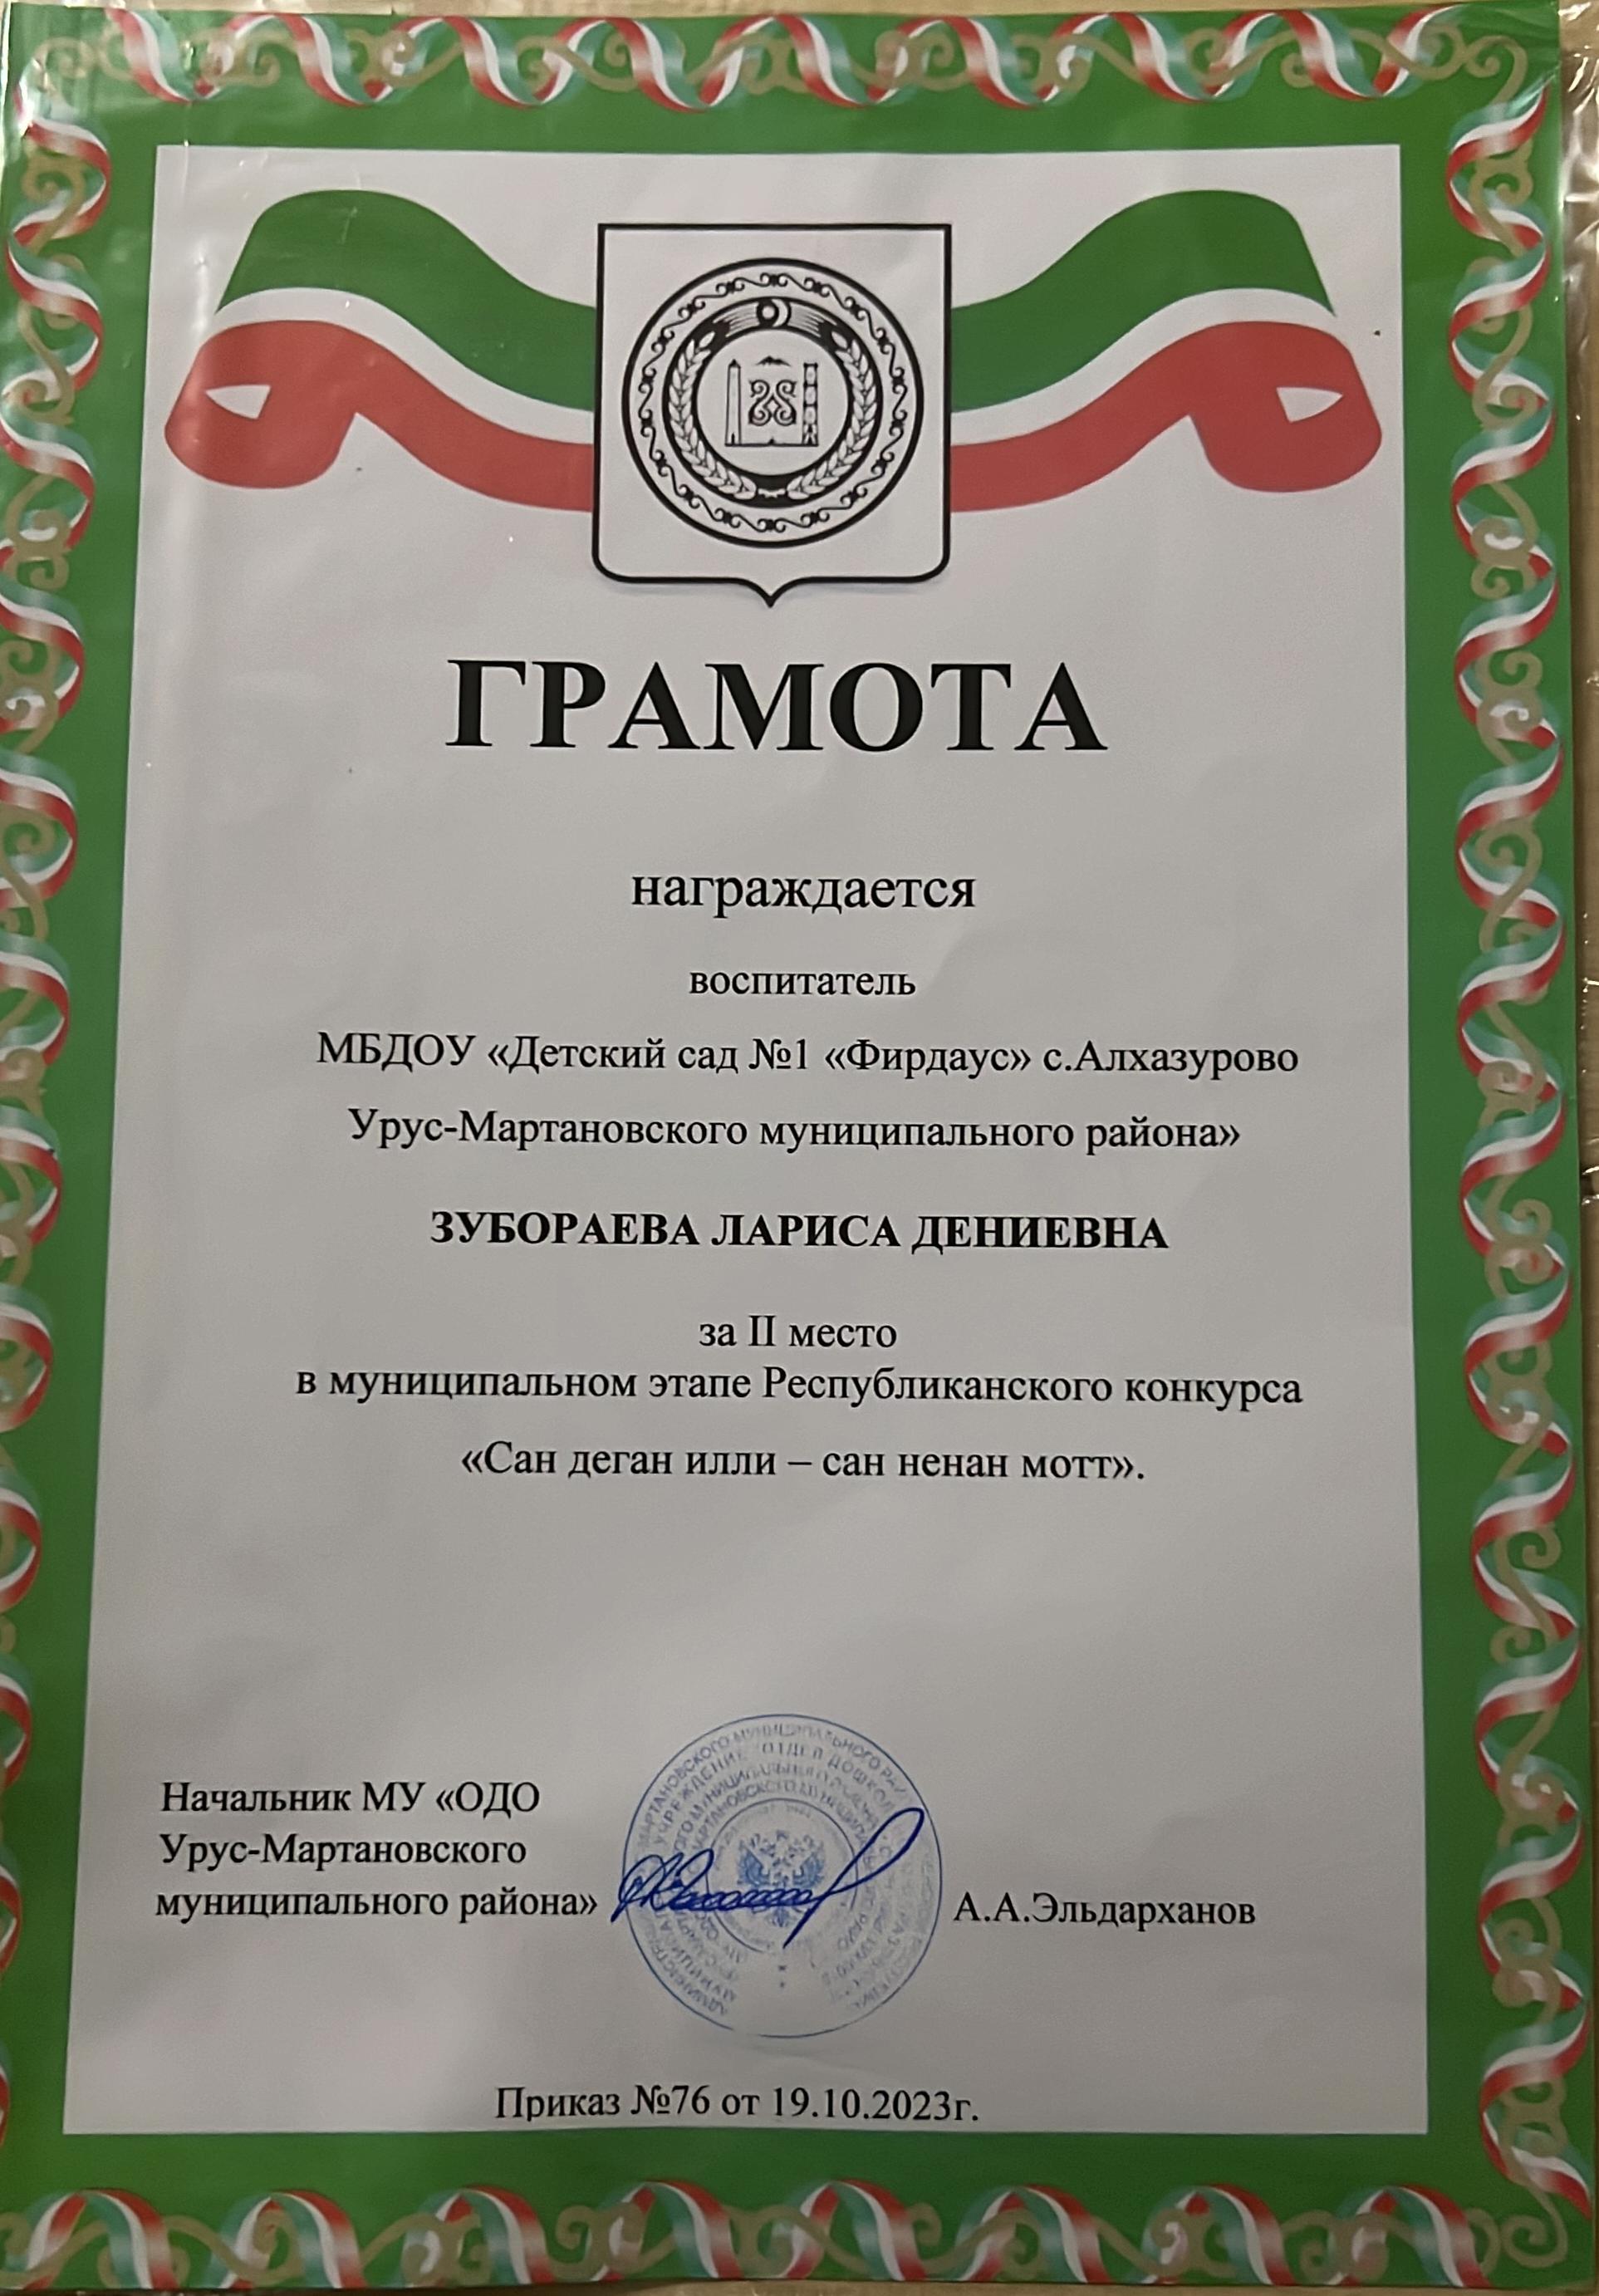 ГРАМОТА
награждается
воспитатель
МБДОУ «Детский сад №1 «Фирдаус» с.Алхазурово
Урус-Мартановского муниципального района»
ЗУБОРАЕВА ЛАРИСА ДЕНИЕВНА
за II место
в муниципальном этапе Республиканского конкурса
«Сан деган илли – сан ненан мотт».
Начальник МУ «ОДО
Урус-Мартановского
муниципального района»
А.А.Эльдарханов
Приказ №76 от 19.10.2023г.